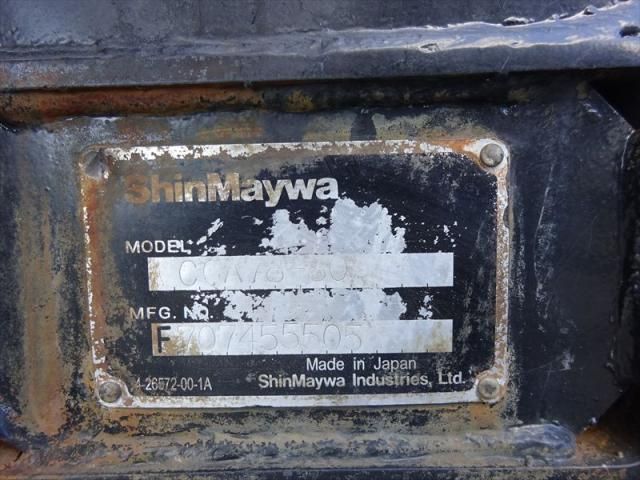 ShinMaywa
MODEL
MFG. NO.
F707455505
Made in Japan
4-26572-00-1A
ShinMaywa Industries, Ltd.